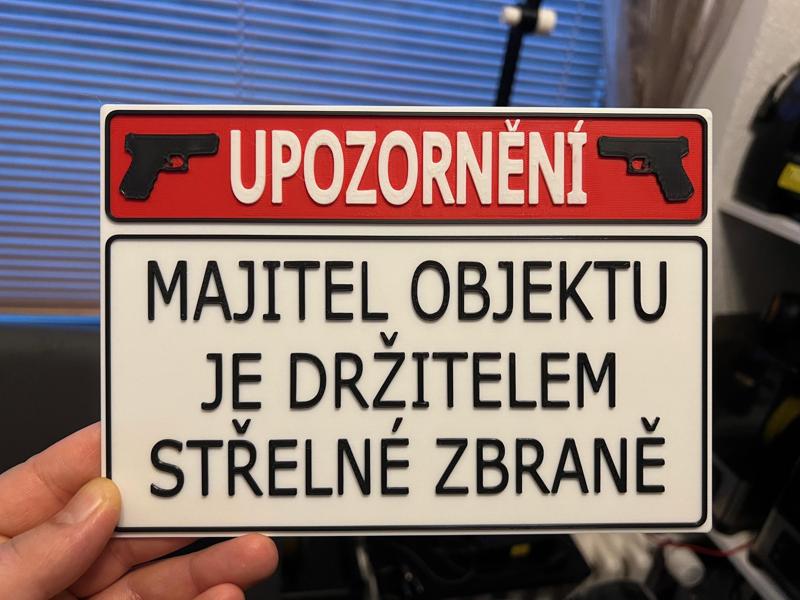 UPOZORNĚNÍ
MAJITEL OBJEKTU
JE DRŽITELEM
STŘELNÉ ZBRANĚ